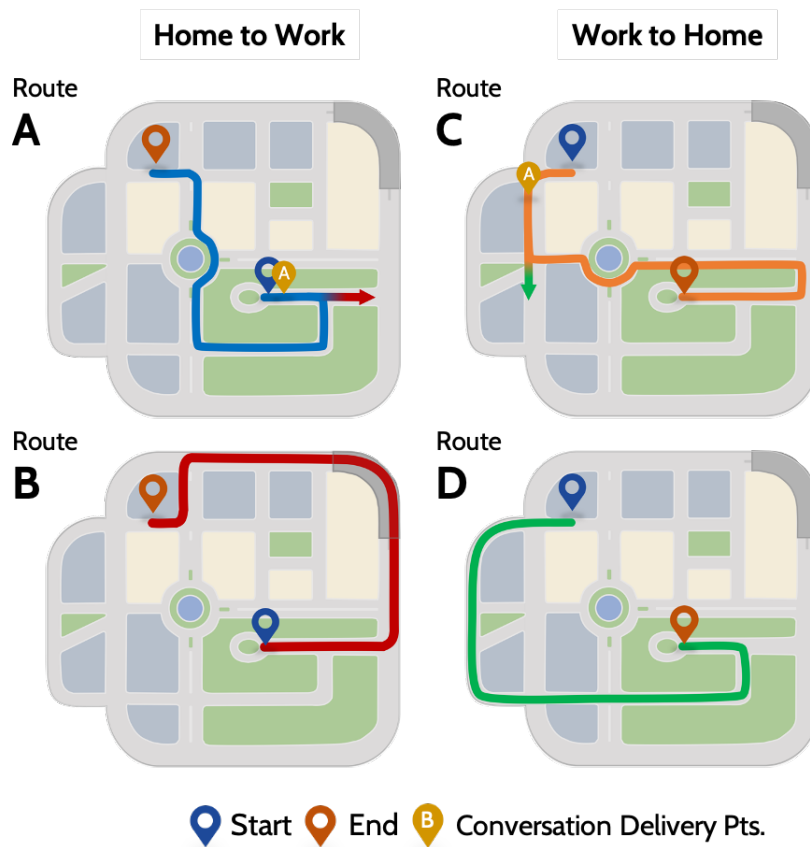 Home to Work
Work to Home
Route
A
Route
C
A
A
Route
B
Route
D
Start
End
B
Conversation Delivery Pts.